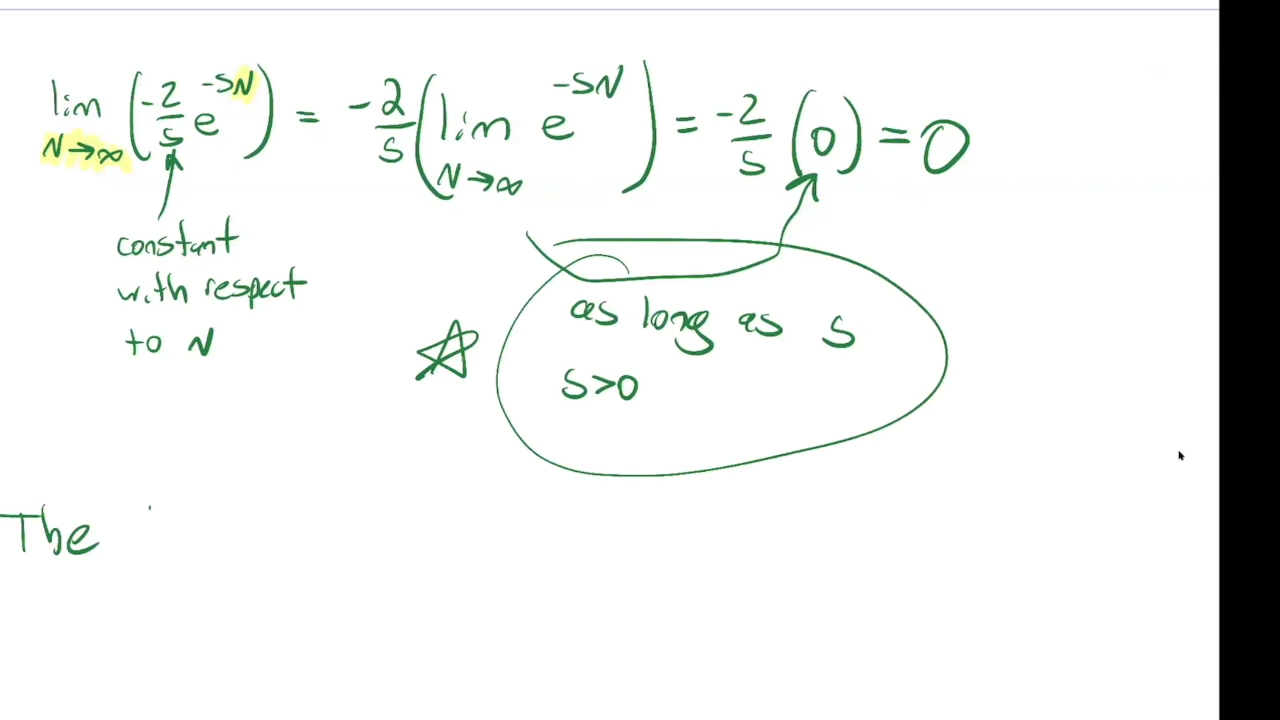 lim N→∞ (-2/s e^-sN) = -2/s (lim N→∞ e^-sN) = -2/s (0) = 0
constant
with respect
to N
as long as s
s>0
The